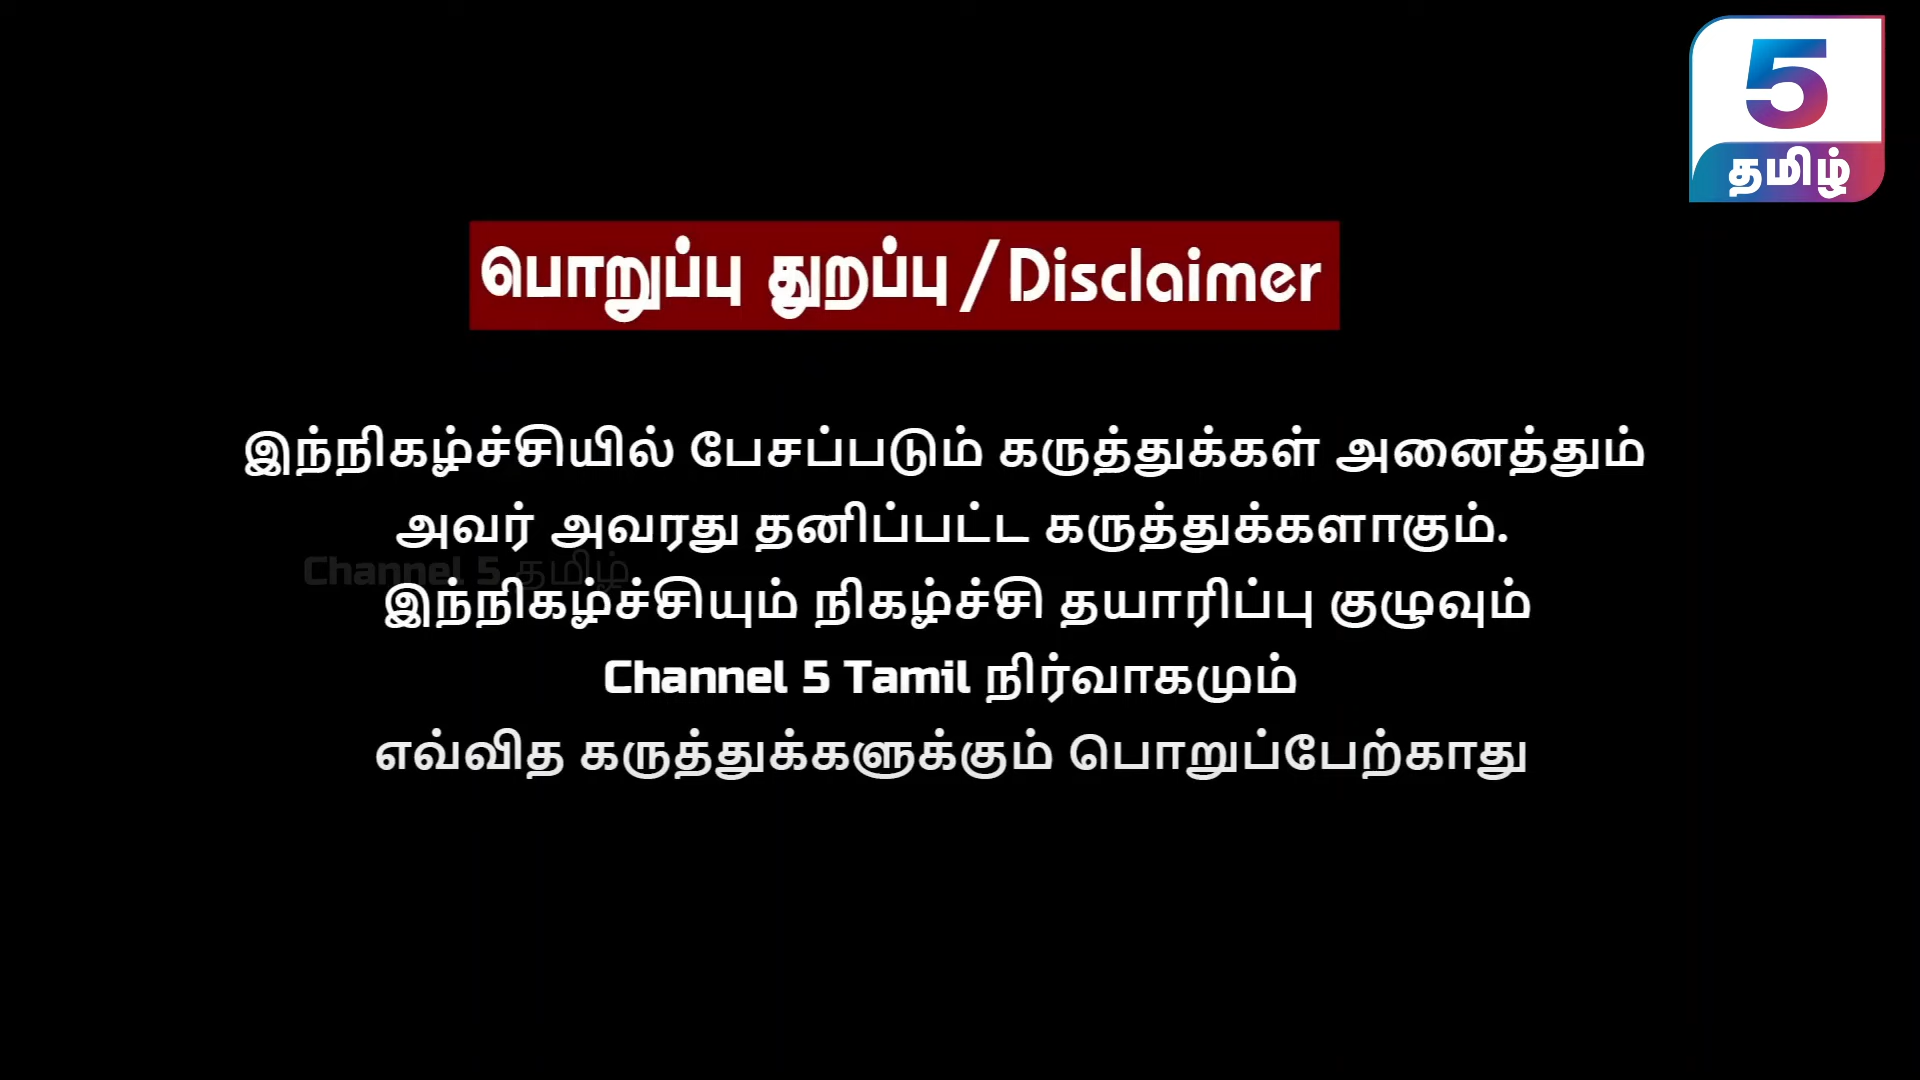 5
தமிழ்
பொறுப்பு துறப்பு/Disclaimer
இந்நிகழ்ச்சியில் பேசப்படும் கருத்துக்கள் அனைத்தும்
அவர் அவரது தனிப்பட்ட கருத்துக்களாகும்.
Channel 5 தமிழ்
இந்நிகழ்ச்சியும் நிகழ்ச்சி தயாரிப்பு குழுவும்
Channel 5 Tamil நிர்வாகமும்
எவ்வித கருத்துக்களுக்கும் பொறுப்பேற்காது